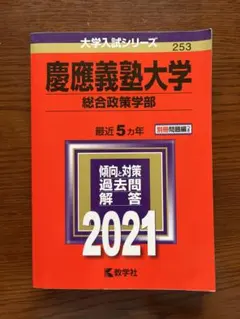 大学入試シリーズ
253
慶應義塾大学
総合政策学部
最近5カ年
別冊問題編
傾向と対策
過去問
解答
2021
数学社